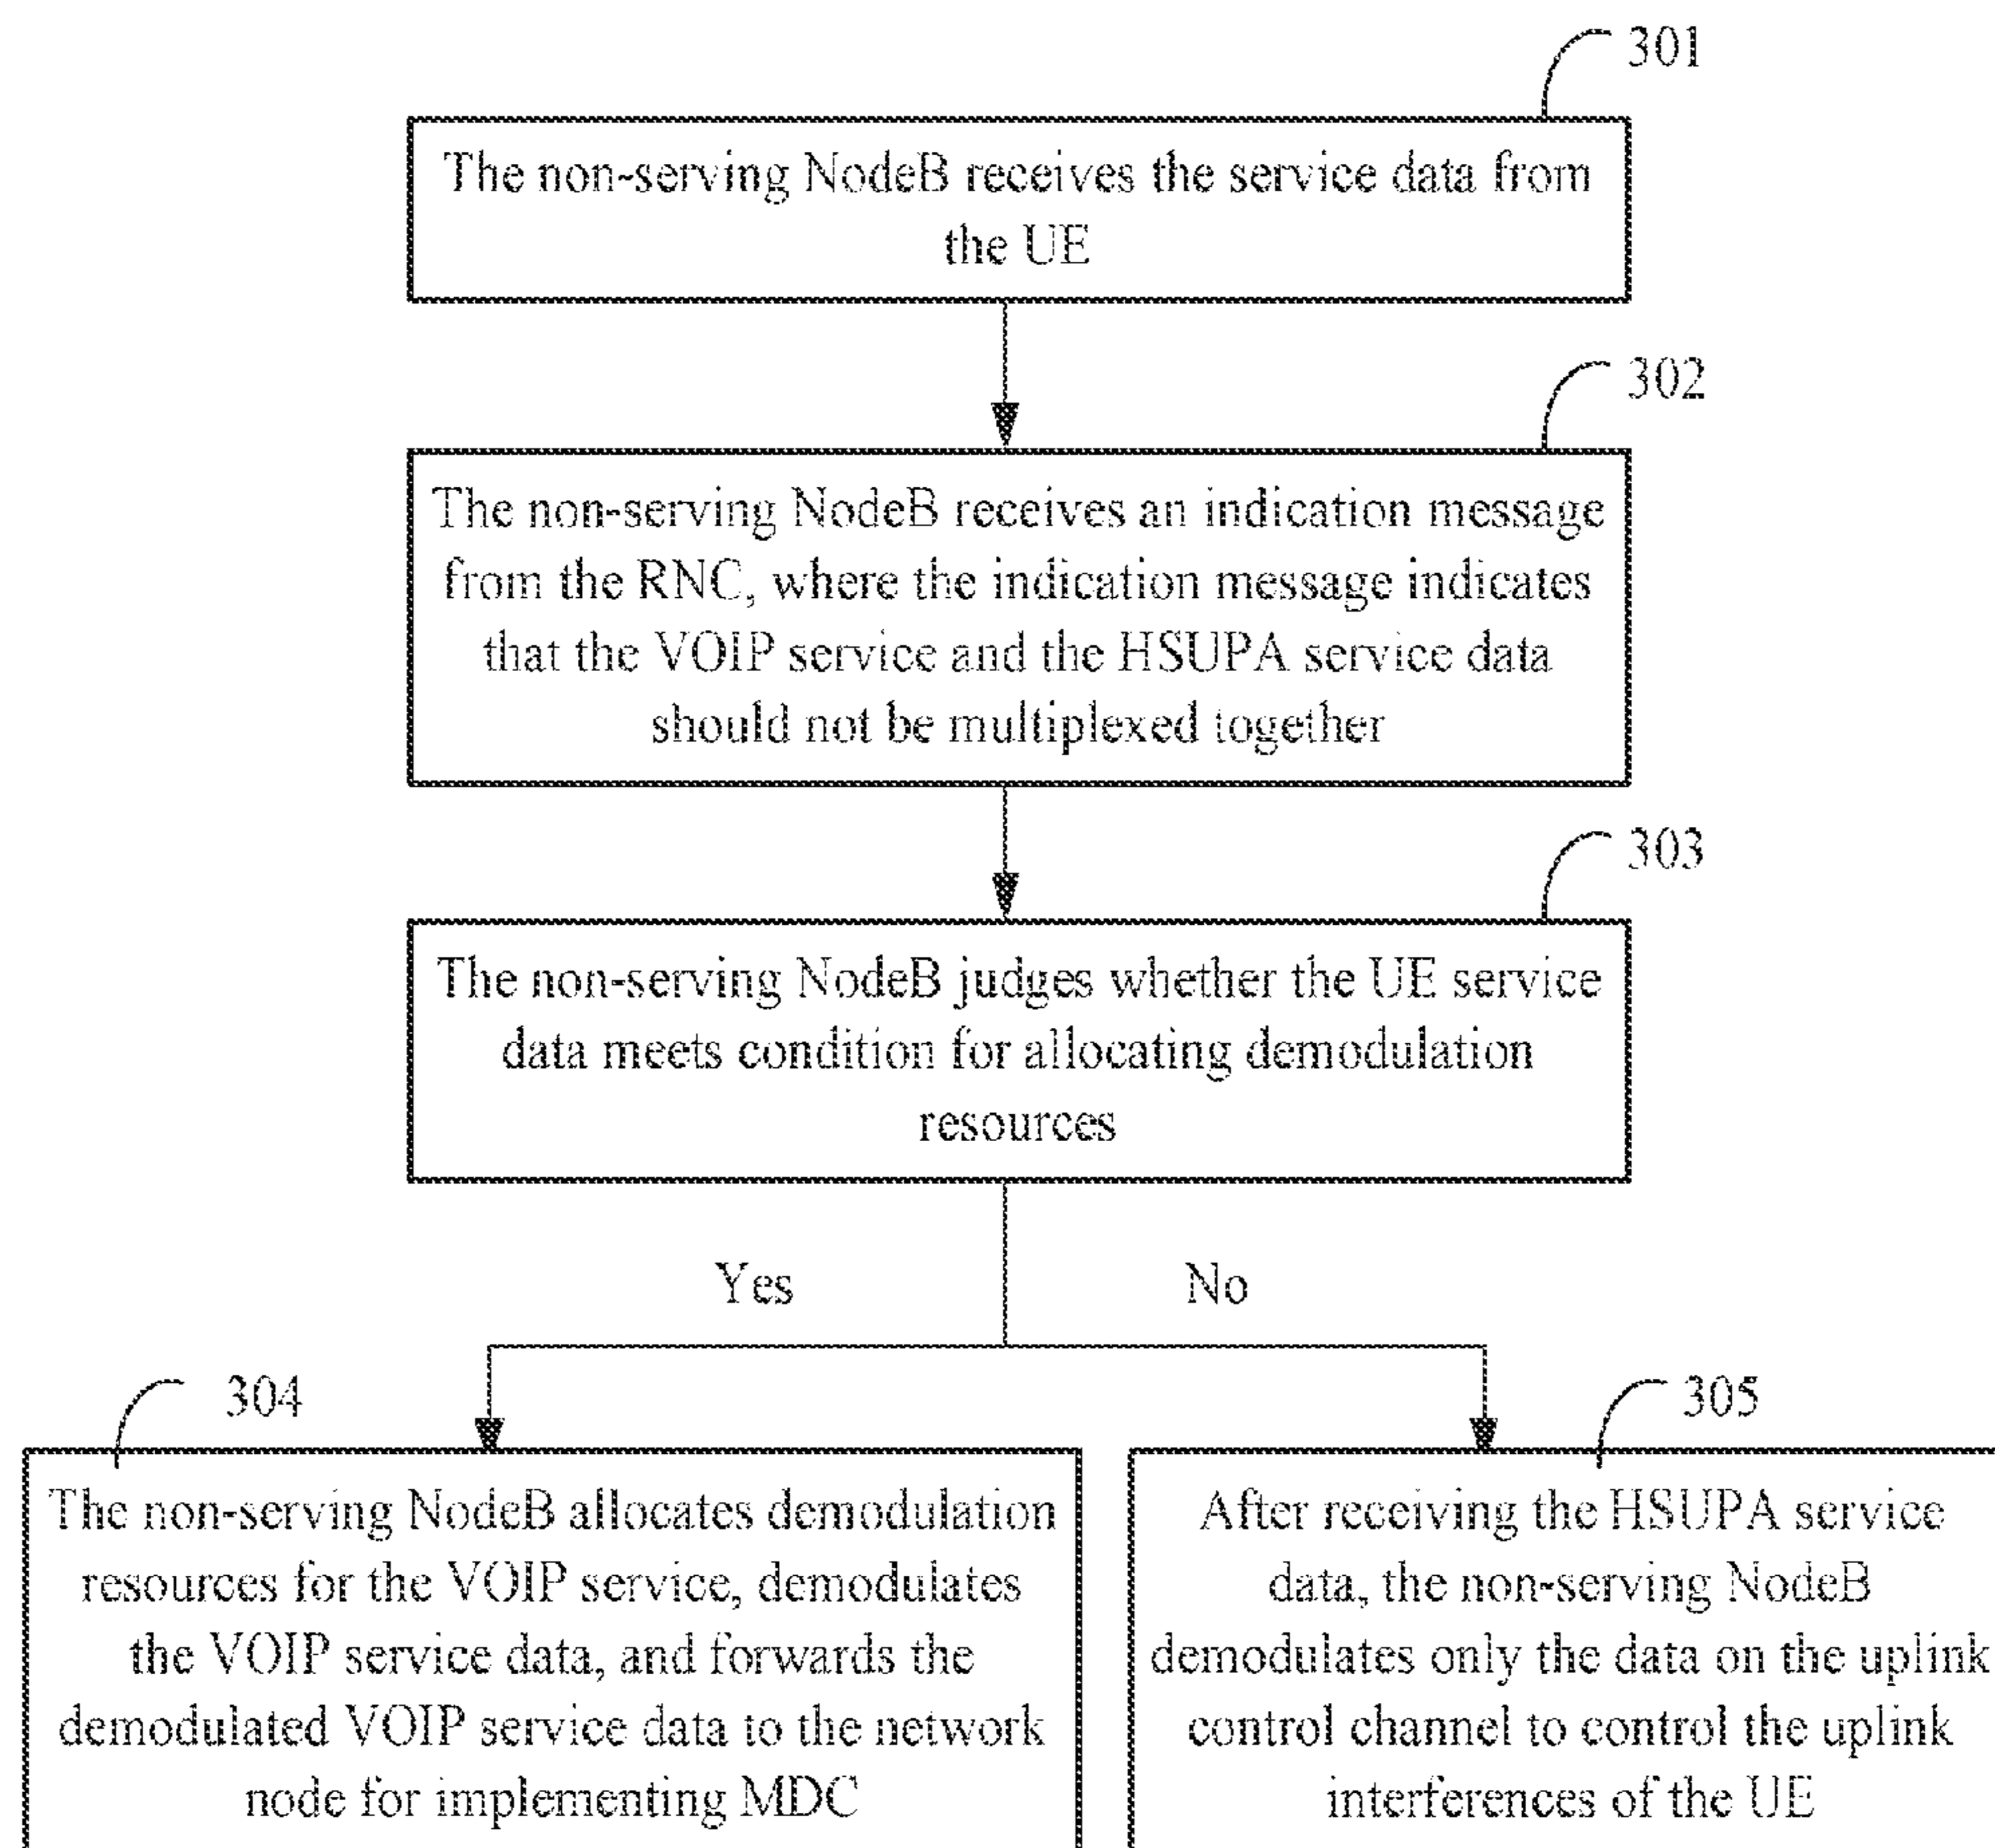 301
The non-serving NodeB receives the service data from
the UE
302
The non-serving NodeB receives an indication message
from the RNC, where the indication message indicates
that the VOIP service and the HSUPA service data
should not be multiplexed together
303
The non-serving NodeB judges whether the UE service
data meets condition for allocating demodulation
resources
Yes
No
304
The non-serving NodeB allocates demodulation
resources for the VOIP service, demodulates
the VOIP service data, and forwards the
demodulated VOIP service data to the network
node for implementing MDC
305
After receiving the HSUPA service
data, the non-serving NodeB
demodulates only the data on the uplink
control channel to control the uplink
interferences of the UE